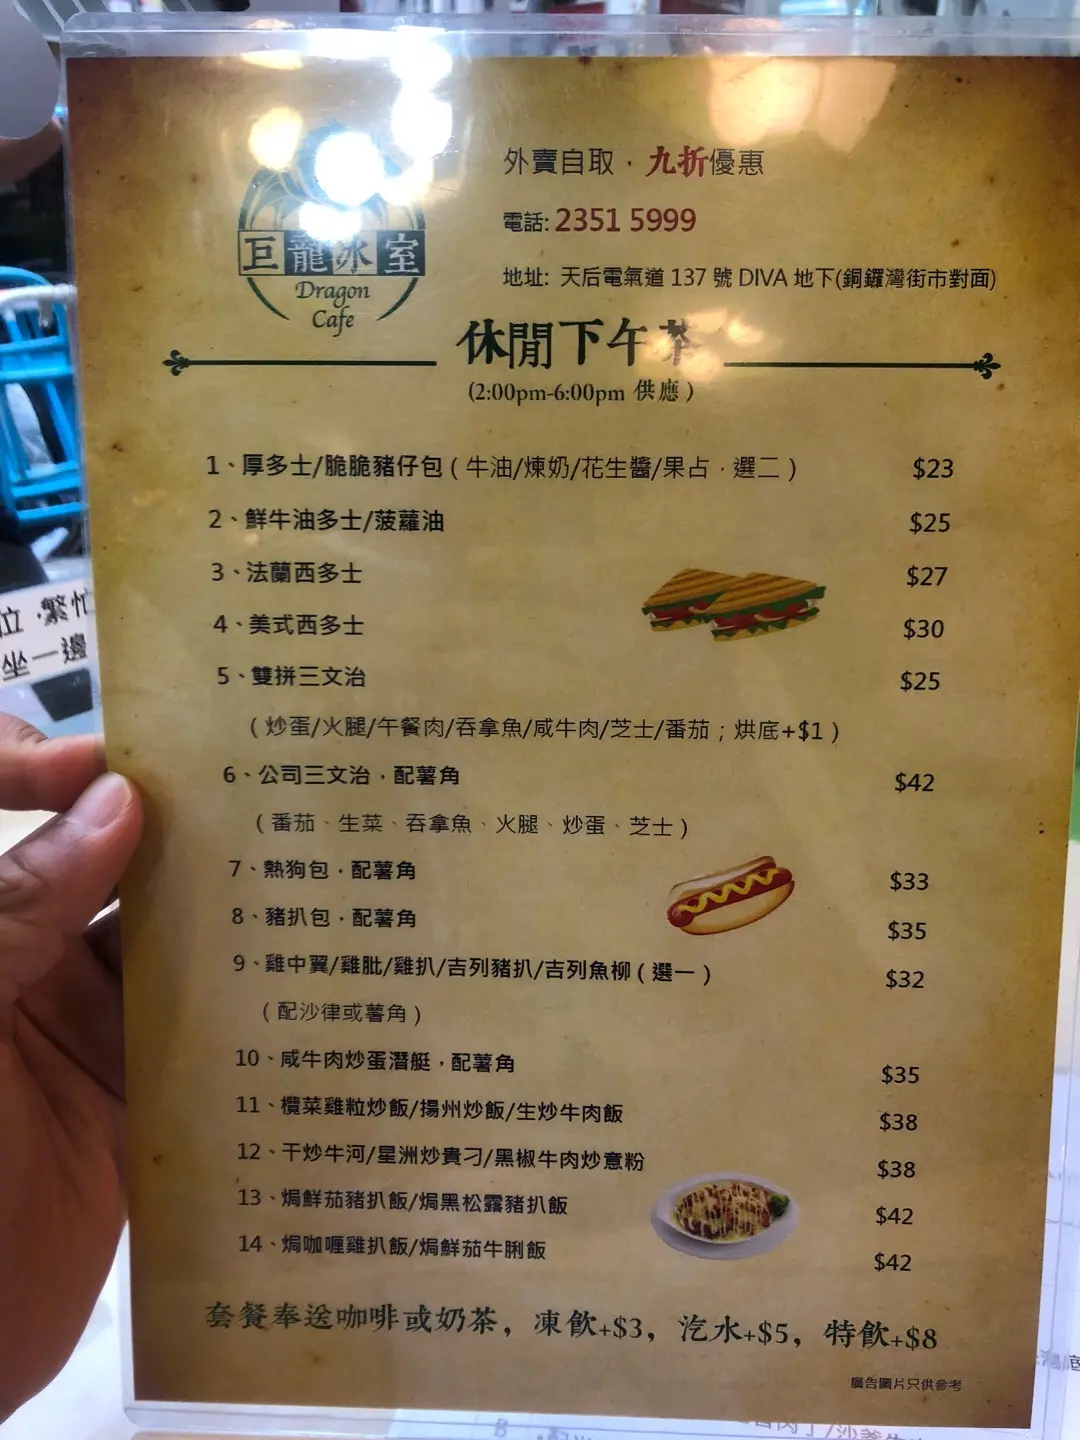 外賣自取．九折優惠
電話: 2351 5999
地址: 天后電氣道 137 號 DIVA 地下(銅鑼灣街市對面)
巨龍冰室
Dragon
Cafe
休閒下午茶
(2:00pm-6:00pm 供應)
1、厚多士/脆脆豬仔包（牛油/煉奶/花生醬/果占．選二） $23
2、鮮牛油多士/菠蘿油 $25
3、法蘭西多士 $27
4、美式西多士 $30
5、雙拼三文治 $25
（炒蛋/火腿/午餐肉/吞拿魚/咸牛肉/芝士/番茄；烘底+$1）
6、公司三文治．配薯角 $42
（番茄、生菜、吞拿魚、火腿、炒蛋、芝士）
7、熱狗包．配薯角 $33
8、豬扒包．配薯角 $35
9、雞中翼/雞肶/雞扒/吉列豬扒/吉列魚柳（選一） $32
（配沙律或薯角）
10、咸牛肉炒蛋潛艇，配薯角 $35
11、欖菜雞粒炒飯/揚州炒飯/生炒牛肉飯 $38
12、干炒牛河/星洲炒貴刁/黑椒牛肉炒意粉 $38
13、焗鮮茄豬扒飯/焗黑松露豬扒飯 $42
14、焗咖喱雞扒飯/焗鮮茄牛脷飯 $42
套餐奉送咖啡或奶茶，凍飲+$3，汽水+$5，特飲+$8
廣告圖片只供參考
位．繁忙
坐一邊